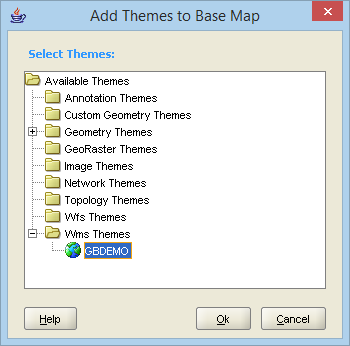 Add Themes to Base Map
Select Themes:
Available Themes
Annotation Themes
Custom Geometry Themes
Geometry Themes
GeoRaster Themes
Image Themes
Network Themes
Topology Themes
Wfs Themes
Wms Themes
GBDEMO
Help Ok Cancel